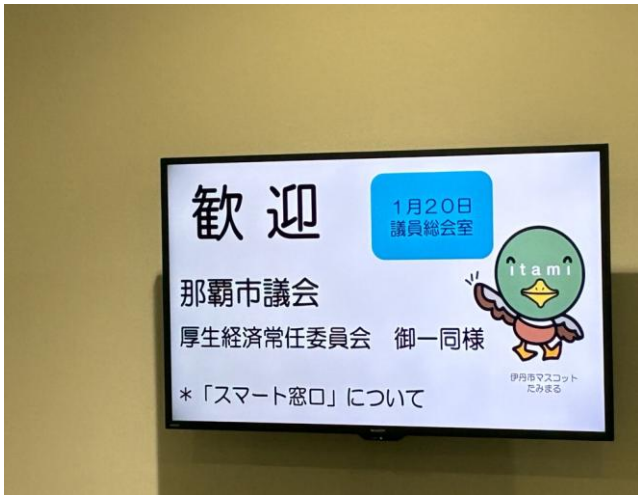 歓迎
1月20日
議員総会室
那覇市議会
厚生経済常任委員会 御一同様
*「スマート窓口」について
itami
伊丹市マスコット
たみまる